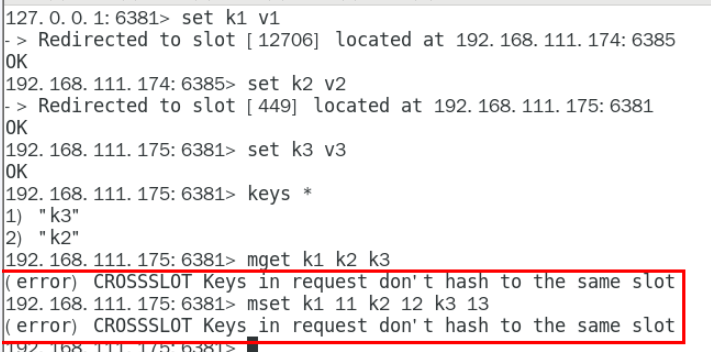 127.0.0.1:6381> set k1 v1
-> Redirected to slot [12706] located at 192.168.111.174:6385
OK
192.168.111.174:6385> set k2 v2
-> Redirected to slot [449] located at 192.168.111.175:6381
OK
192.168.111.175:6381> set k3 v3
OK
192.168.111.175:6381> keys *
1) "k3"
2) "k2"
192.168.111.175:6381> mget k1 k2 k3
(error) CROSSSLOT Keys in request don't hash to the same slot
192.168.111.175:6381> mset k1 11 k2 12 k3 13
(error) CROSSSLOT Keys in request don't hash to the same slot
192.168.111.175:6381>